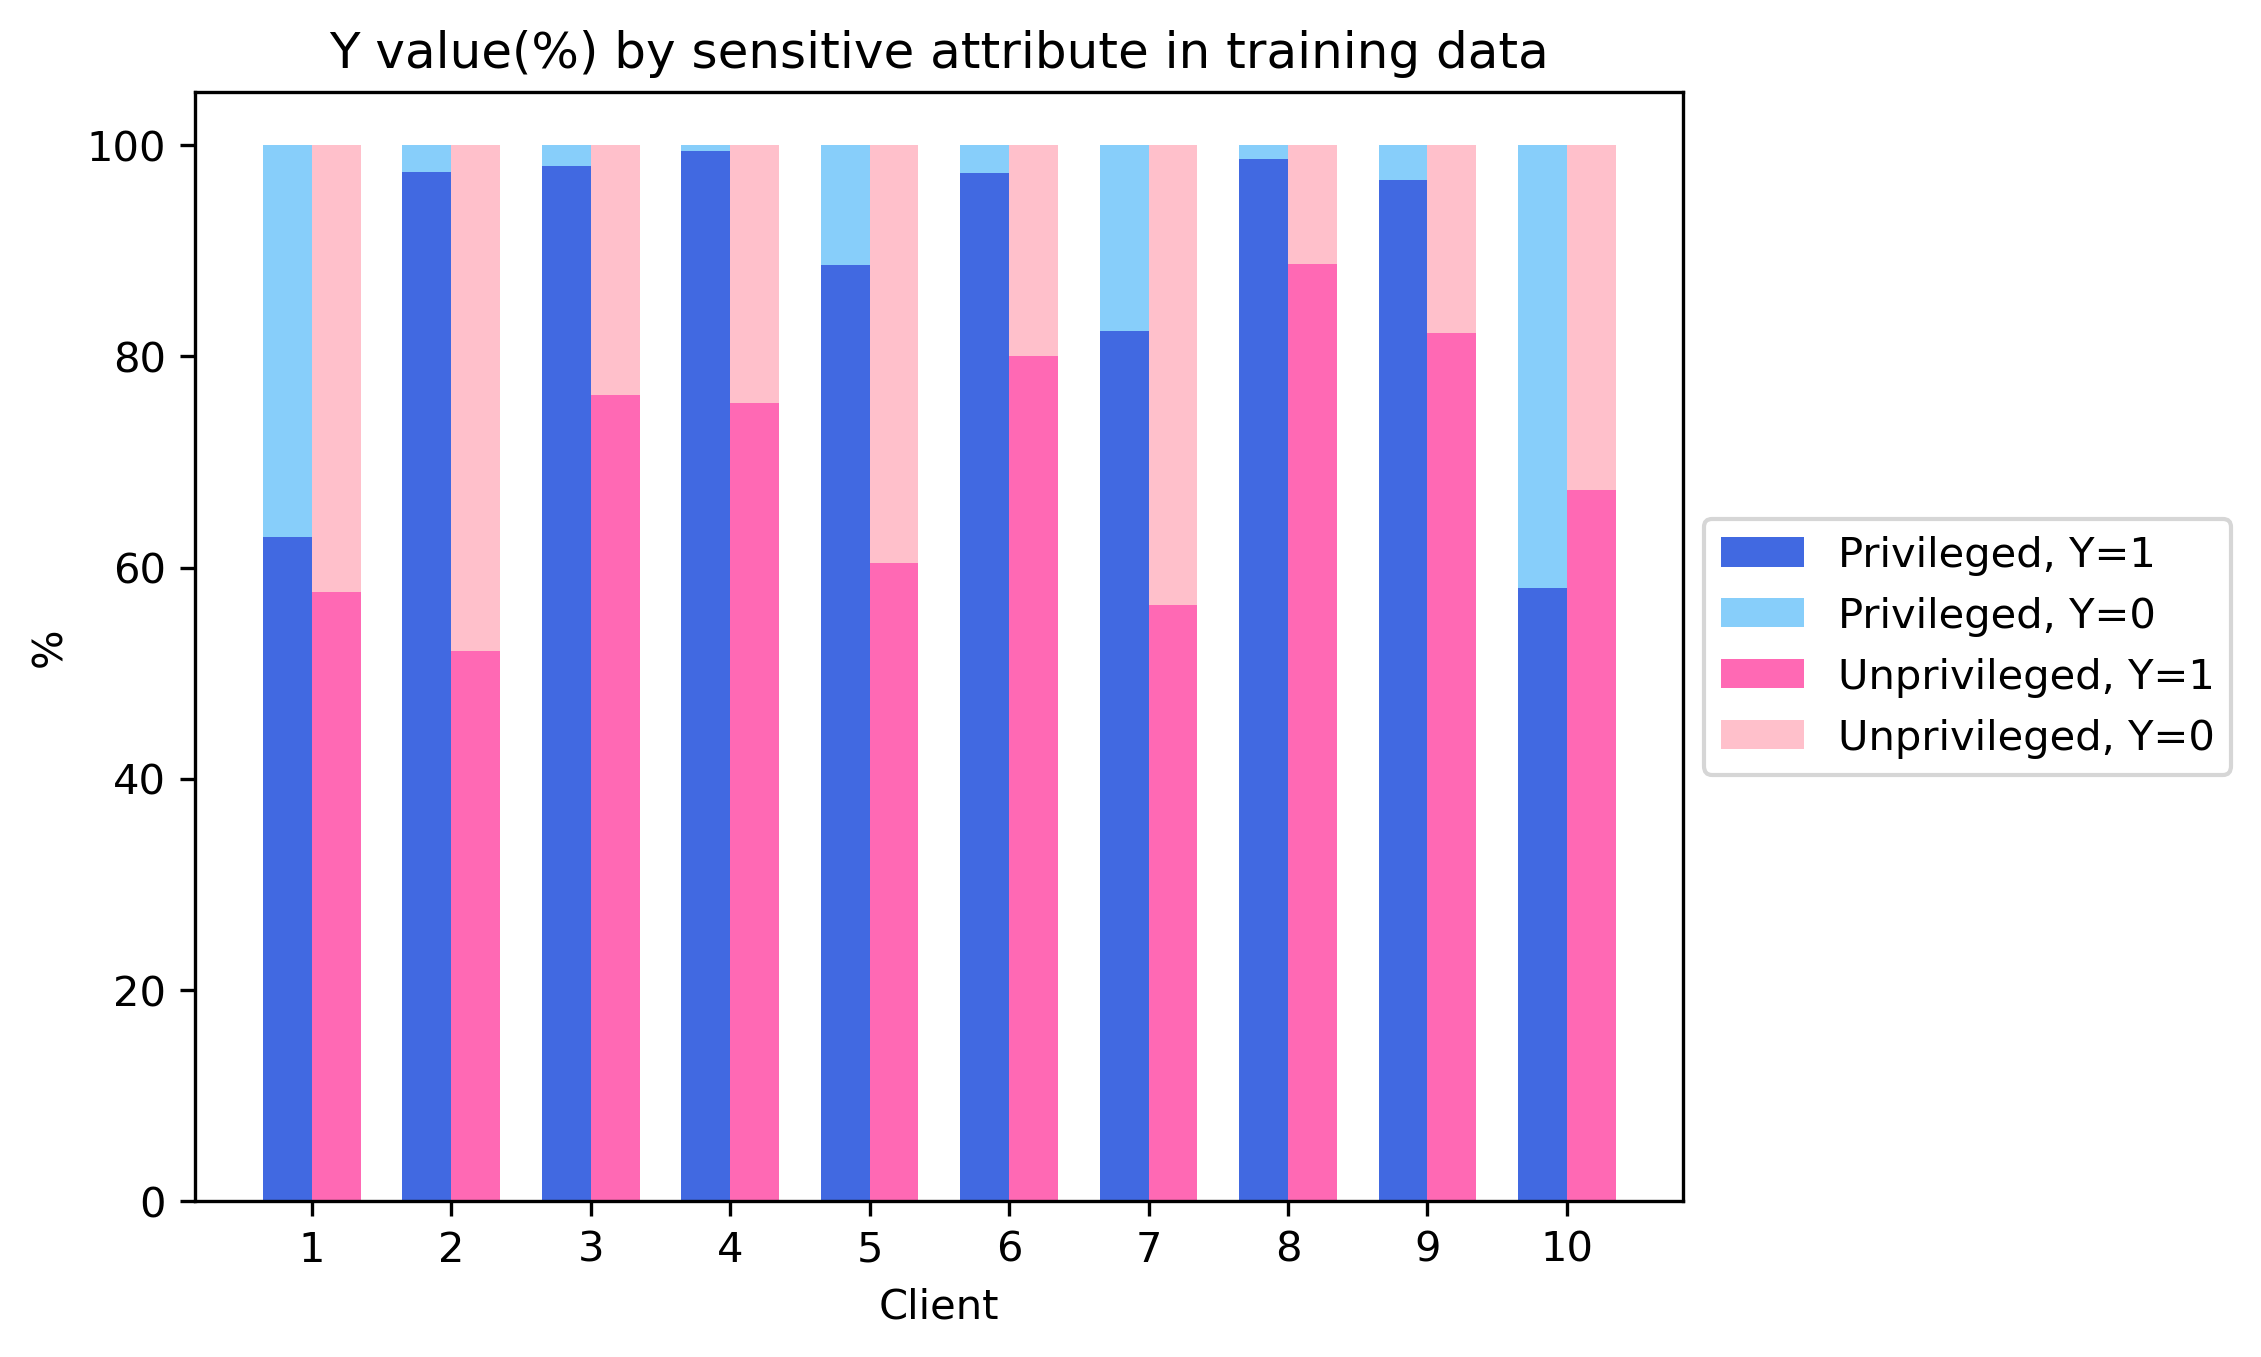 Y value(%) by sensitive attribute in training data
100
80
60
40
20
0
%
1 2 3 4 5 6 7 8 9 10
Client
Privileged, Y=1
Privileged, Y=0
Unprivileged, Y=1
Unprivileged, Y=0